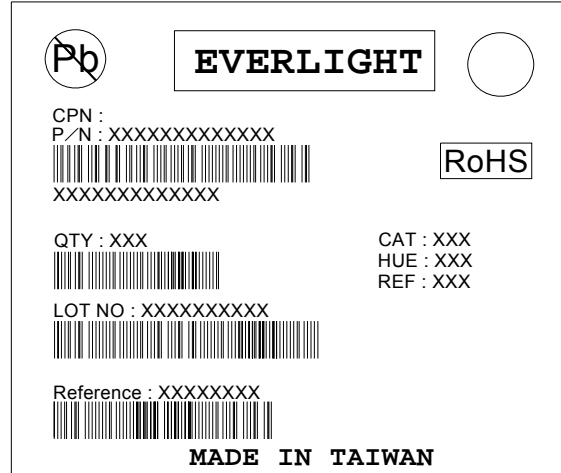 Pb
EVERLIGHT
CPN :
P/N : XXXXXXXXXXXXX
RoHS
XXXXXXXXXXXXX
QTY : XXX
CAT : XXX
HUE : XXX
REF : XXX
LOT NO : XXXXXXXXXX
Reference : XXXXXXXX
MADE IN TAIWAN